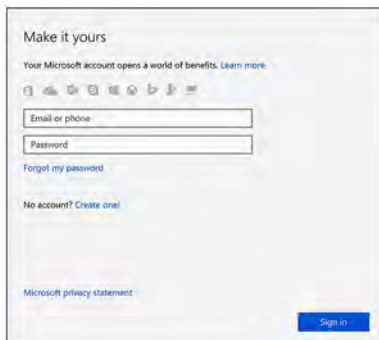 Make it yours
Your Microsoft account opens a world of benefits. Learn more
Email or phone
Password
Forgot my password
No account? Create one!
Microsoft privacy statement
Sign in